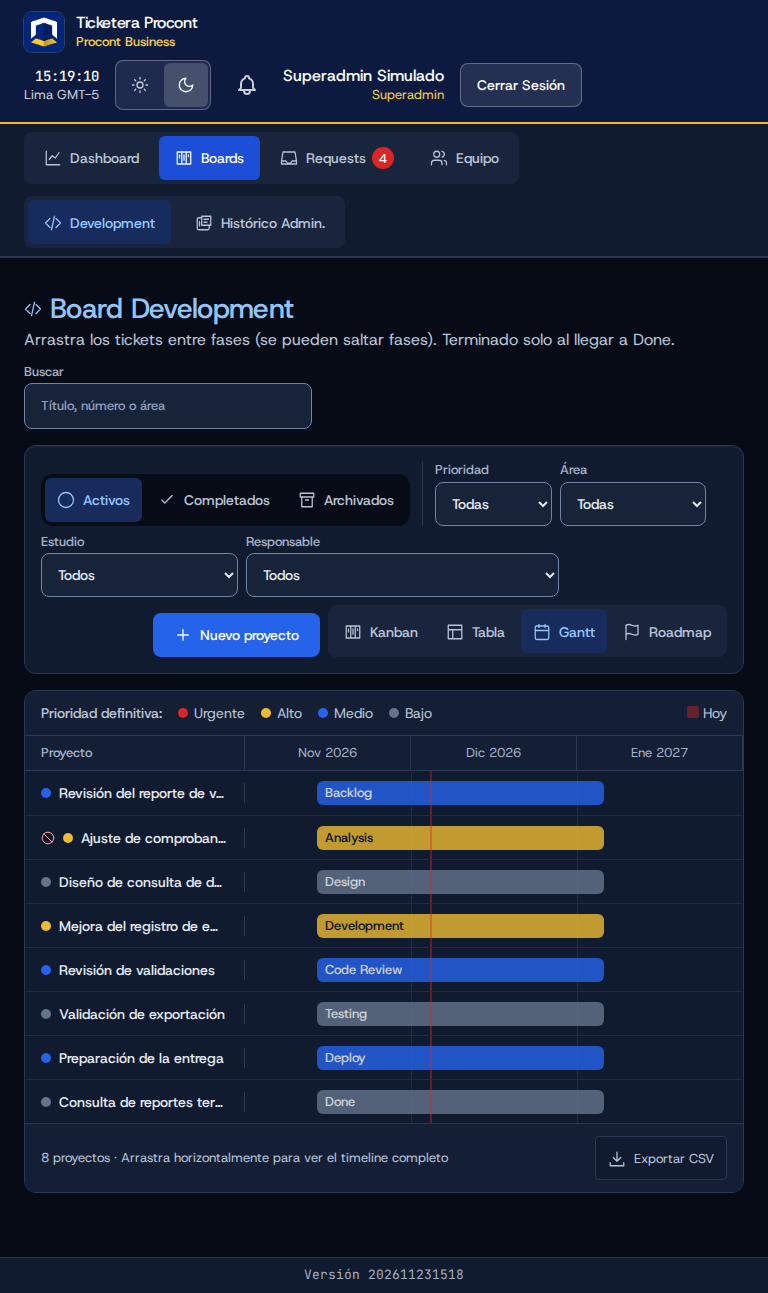 Ticketera Procont
Procont Business
15:19:10
Lima GMT-5
Superadmin Simulado
Superadmin
Cerrar Sesión
Dashboard
Boards
Requests 4
Equipo
Development
Histórico Admin.
Board Development
Arrastra los tickets entre fases (se pueden saltar fases). Terminado solo al llegar a Done.
Buscar
Título, número o área
Activos
Completados
Archivados
Prioridad
Todas
Área
Todas
Estudio
Todos
Responsable
Todos
Nuevo proyecto
Kanban
Tabla
Gantt
Roadmap
Prioridad definitiva: Urgente Alto Medio Bajo
Hoy
Proyecto Nov 2026 Dic 2026 Ene 2027
Revisión del reporte de v... Backlog
Ajuste de comproban... Analysis
Diseño de consulta de d... Design
Mejora del registro de e... Development
Revisión de validaciones Code Review
Validación de exportación Testing
Preparación de la entrega Deploy
Consulta de reportes ter... Done
8 proyectos · Arrastra horizontalmente para ver el timeline completo
Exportar CSV
Versión 202611231518